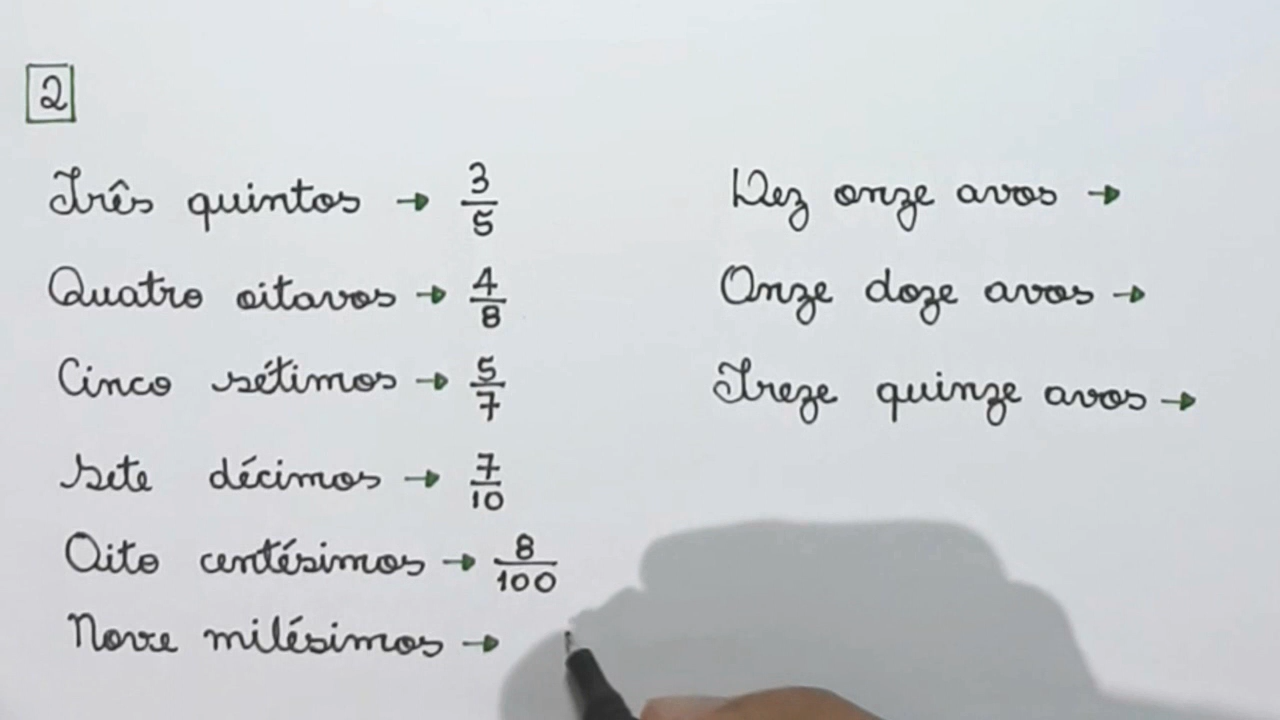 2
Três quintos → 3/5
Quatro oitavos → 4/8
Cinco sétimos → 5/7
Sete décimos → 7/10
Oito centésimos → 8/100
Nove milésimos →
Dez onze avos →
Onze doze avos →
Treze quinze avos →